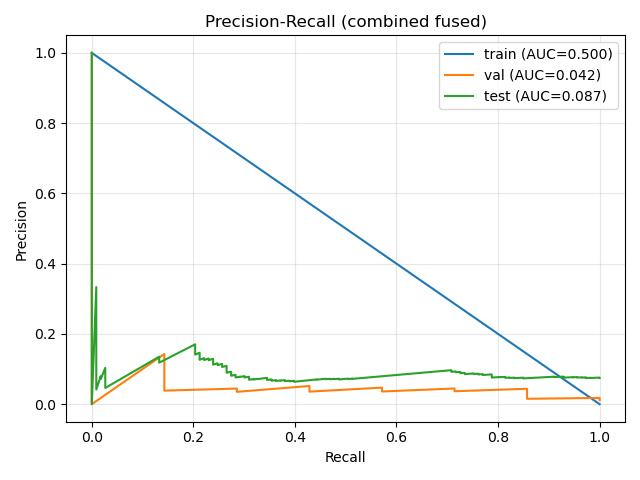 Precision-Recall (combined fused)
train (AUC=0.500)
val (AUC=0.042)
test (AUC=0.087)
Precision
1.0
0.8
0.6
0.4
0.2
0.0
0.0 0.2 0.4 0.6 0.8 1.0
Recall